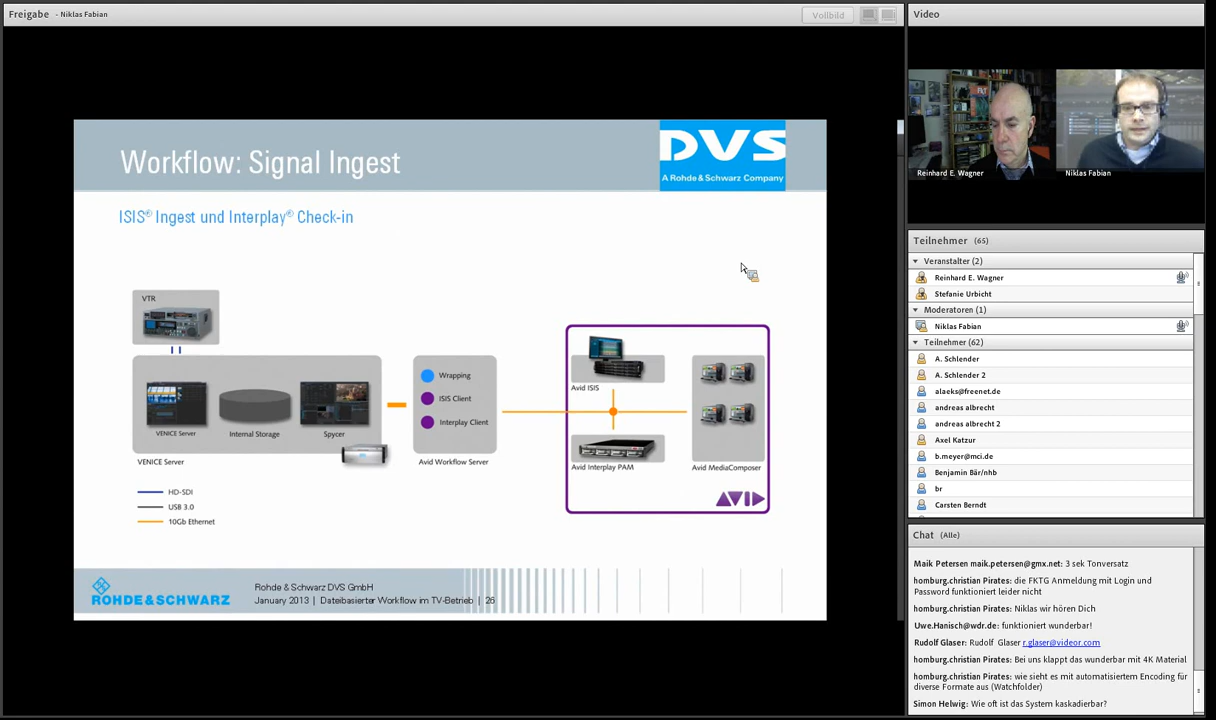 Freigabe - Niklas Fabian
Vollbild
Workflow: Signal Ingest
DVS
A Rohde & Schwarz Company
ISIS® Ingest und Interplay® Check-in
VTR
VENICE Server
Internal Storage
Spycer
VENICE Server
Wrapping
ISIS Client
Interplay Client
Avid Workflow Server
Avid ISIS
Avid Interplay PAM
Avid MediaComposer
AVID
HD-SDI
USB 3.0
10Gb Ethernet
ROHDE & SCHWARZ
Rohde & Schwarz DVS GmbH
January 2013 | Dateibasierter Workflow im TV-Betrieb | 26
Video
Reinhard E. Wagner
Niklas Fabian
Teilnehmer (65)
Veranstalter (2)
Reinhard E. Wagner
Stefanie Urbicht
Moderatoren (1)
Niklas Fabian
Teilnehmer (62)
A. Schlender
A. Schlender 2
alaeks@freenet.de
andreas albrecht
andreas albrecht 2
Axel Katzur
b.meyer@mci.de
Benjamin Bär/nhb
br
Carsten Berndt
Chat (Alle)
Maik Petersen maik.petersen@gmx.net: 3 sek Tonversatz
homburg.christian Pirates: die FKTG Anmeldung mit Login und
Password funktioniert leider nicht
homburg.christian Pirates: Niklas wir hören Dich
Uwe.Hanisch@wdr.de: funktioniert wunderbar!
Rudolf Glaser: Rudolf Glaser r.glaser@videor.com
homburg.christian Pirates: Bei uns klappt das wunderbar mit 4K Material
homburg.christian Pirates: wie sieht es mit automatisiertem Encoding für
diverse Formate aus (Watchfolder)
Simon Helwig: Wie oft ist das System kaskadierbar?